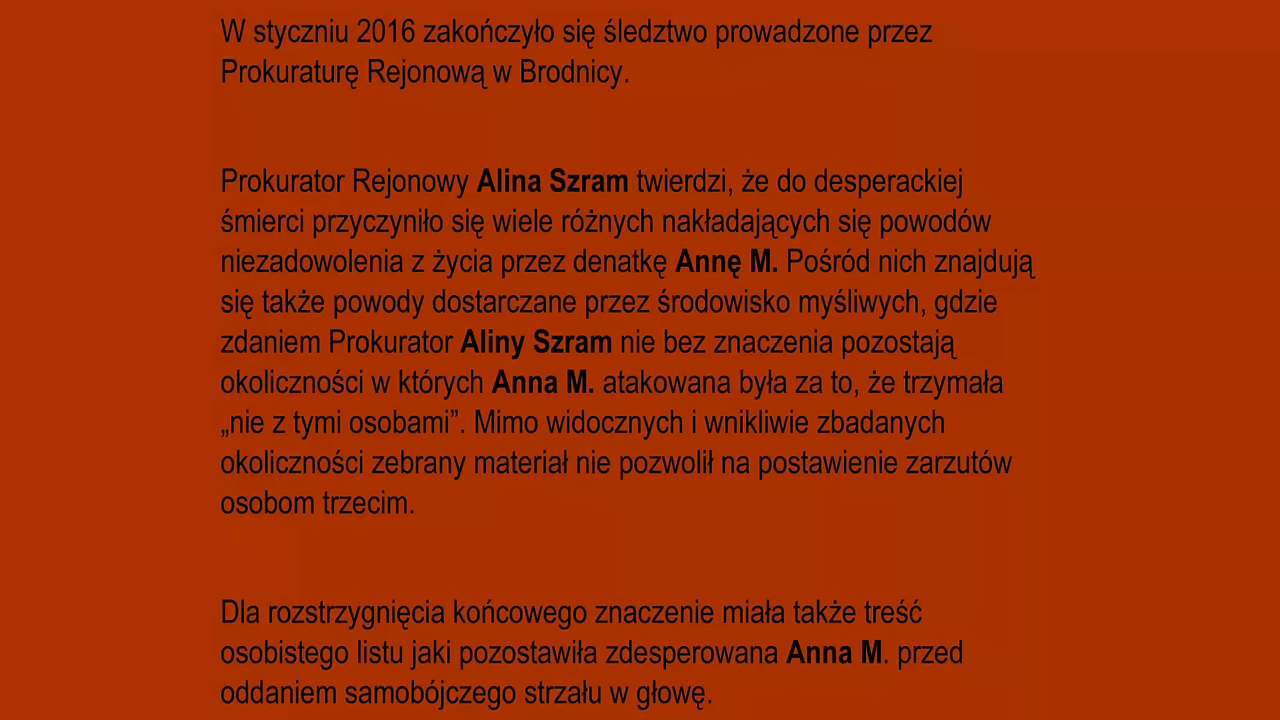 W styczniu 2016 zakończyło się śledztwo prowadzone przez
Prokuraturę Rejonową w Brodnicy.
Prokurator Rejonowy Alina Szram twierdzi, że do desperackiej
śmierci przyczyniło się wiele różnych nakładających się powodów
niezadowolenia z życia przez denatkę Annę M. Pośród nich znajdują
się także powody dostarczane przez środowisko myśliwych, gdzie
zdaniem Prokurator Aliny Szram nie bez znaczenia pozostają
okoliczności w których Anna M. atakowana była za to, że trzymała
„nie z tymi osobami”. Mimo widocznych i wnikliwie zbadanych
okoliczności zebrany materiał nie pozwolił na postawienie zarzutów
osobom trzecim.
Dla rozstrzygnięcia końcowego znaczenie miała także treść
osobistego listu jaki pozostawiła zdesperowana Anna M. przed
oddaniem samobójczego strzału w głowę.